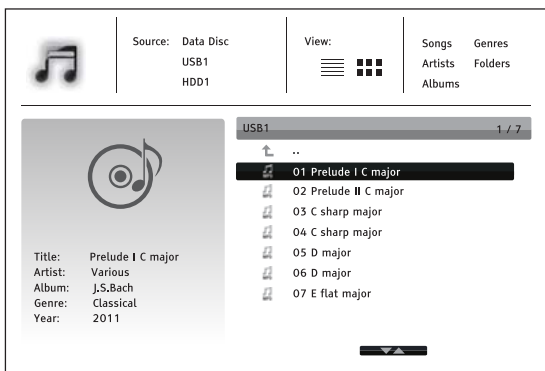 Source: Data Disc
USB1
HDD1
View:
Songs Genres
Artists Folders
Albums
Title: Prelude I C major
Artist: Various
Album: J.S.Bach
Genre: Classical
Year: 2011
USB1 1 / 7
..
01 Prelude I C major
02 Prelude II C major
03 C sharp major
04 C sharp major
05 D major
06 D major
07 E flat major